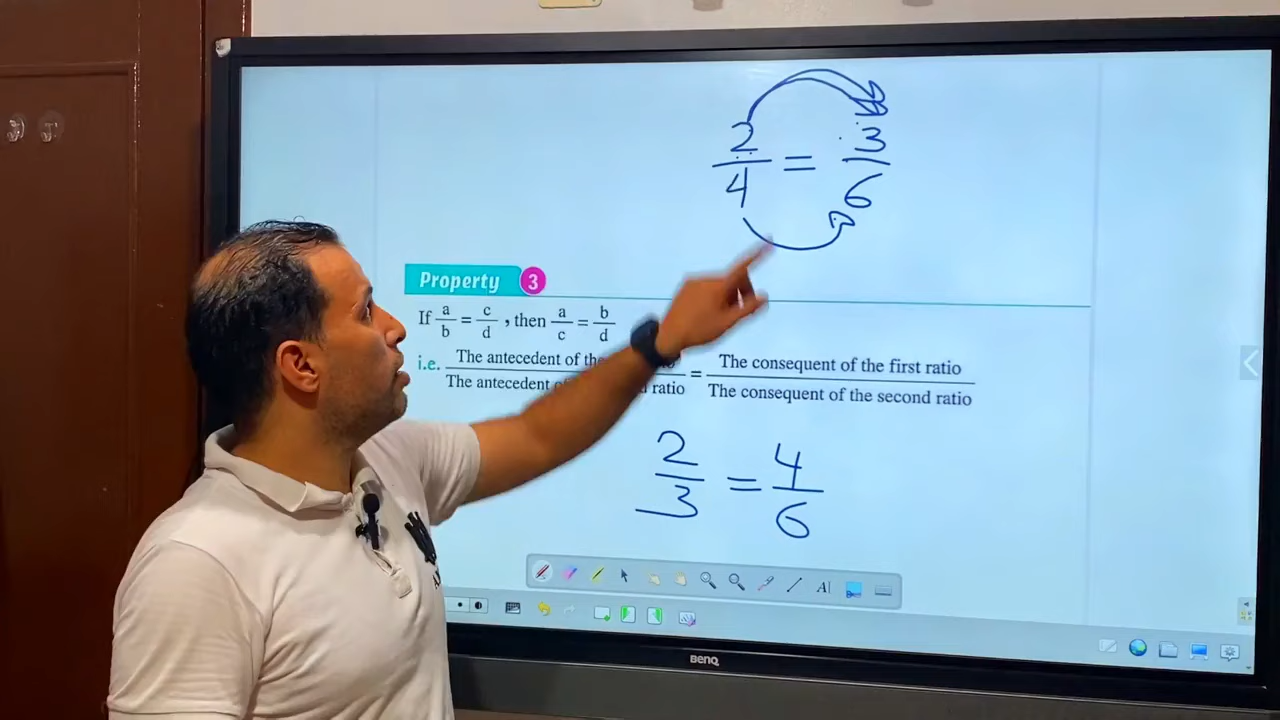 2/4 = 3/6
Property 3
If a/b = c/d , then a/c = b/d
i.e. The antecedent of the ratio / The antecedent ratio = The consequent of the first ratio / The consequent of the second ratio
2/3 = 4/6
A
BenQ